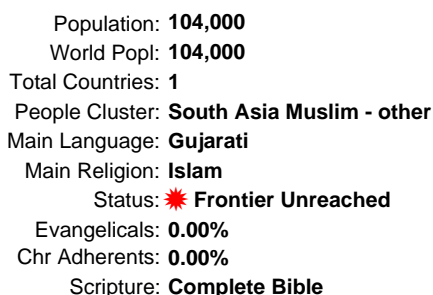 Population: 104,000
World Popl: 104,000
Total Countries: 1
People Cluster: South Asia Muslim - other
Main Language: Gujarati
Main Religion: Islam
Status: Frontier Unreached
Evangelicals: 0.00%
Chr Adherents: 0.00%
Scripture: Complete Bible